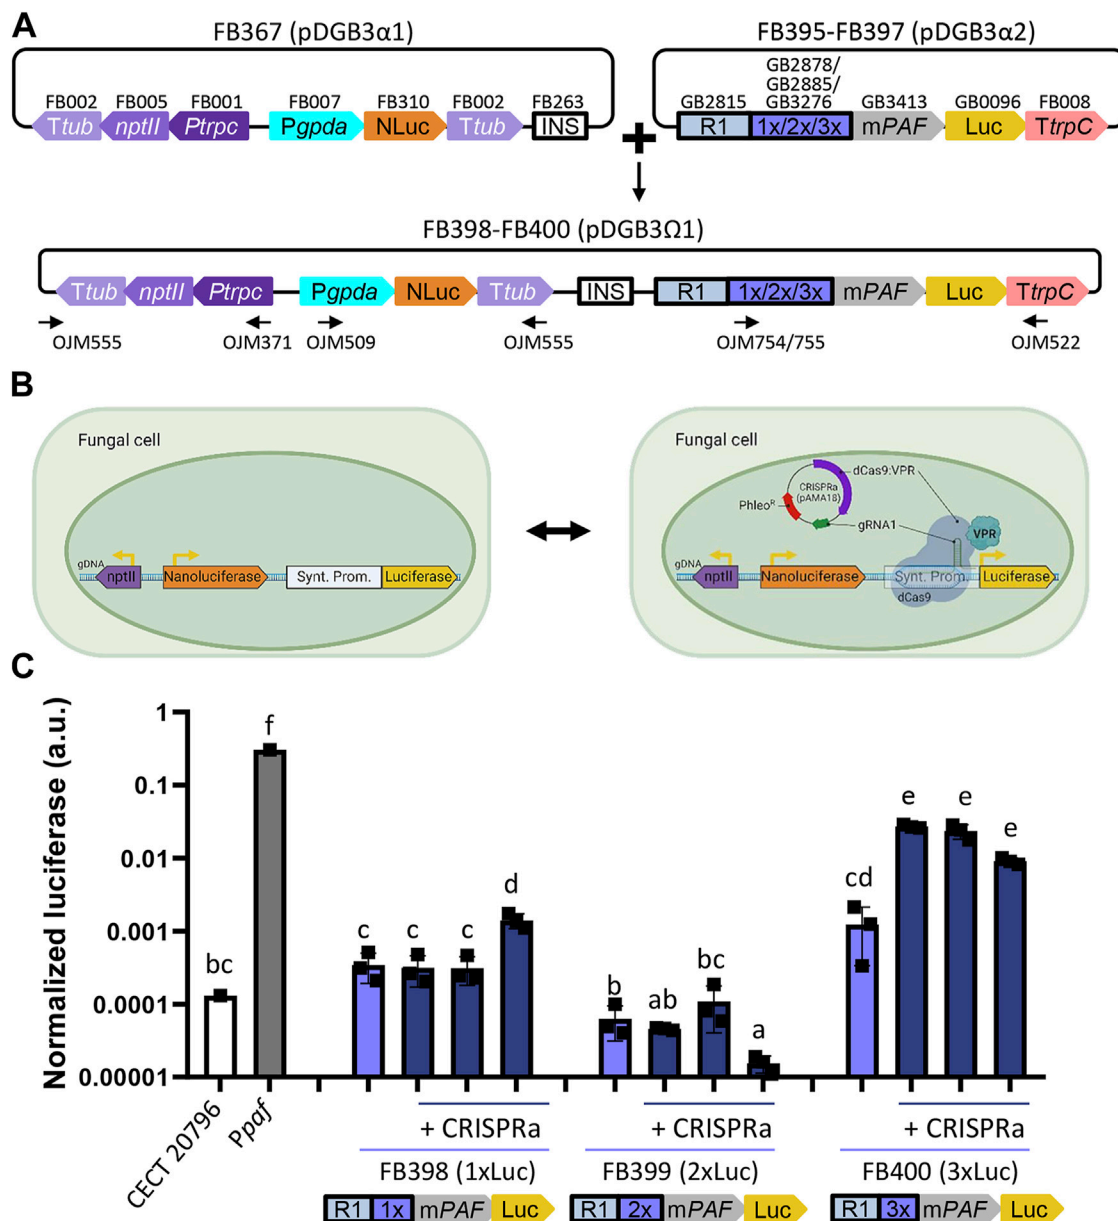 A
FB367 (pDGB3α1)
FB395-FB397 (pDGB3α2)
GB2878/
GB2885/
FB002 FB005 FB001 FB007 FB310 FB002 FB263
GB2815 GB3276 GB3413 GB0096 FB008
Ttub nptII Ptrpc Pgpda NLuc Ttub INS
R1 1x/2x/3x mPAF Luc TtrpC
+
FB398-FB400 (pDGB3Ω1)
Ttub nptII Ptrpc Pgpda NLuc Ttub INS R1 1x/2x/3x mPAF Luc TtrpC
OJM555 OJM371 OJM509 OJM555 OJM754/755 OJM522
B
Fungal cell
gDNA
nptII Nanoluciferase Synt. Prom. Luciferase
Fungal cell
dCas9:VPR
CRISPRa
(pAMA18)
PhleoR
gRNA1
VPR
gDNA
nptII Nanoluciferase Synt. Prom. Luciferase
dCas9
C
Normalized luciferase (a.u.)
1
0.1
0.01
0.001
0.0001
0.00001
bc f c c c d b ab bc a cd e e e
CECT 20796
Ppaf
+ CRISPRa + CRISPRa + CRISPRa
FB398 (1xLuc) FB399 (2xLuc) FB400 (3xLuc)
R1 1x mPAF Luc R1 2x mPAF Luc R1 3x mPAF Luc